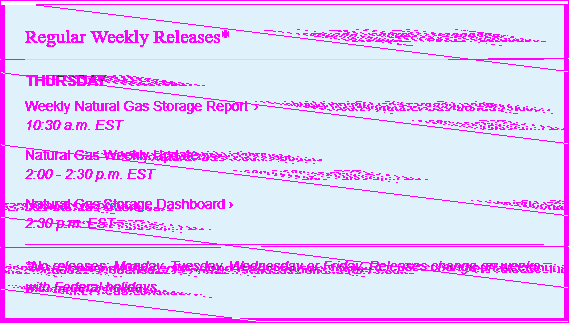 Regular Weekly Releases*
THURSDAY
Weekly Natural Gas Storage Report ›
10:30 a.m. EST
Natural Gas Weekly Update ›
2:00 - 2:30 p.m. EST
Natural Gas Storage Dashboard ›
2:30 p.m. EST
*No releases: Monday, Tuesday, Wednesday or Friday. Releases change on weeks
with Federal holidays.